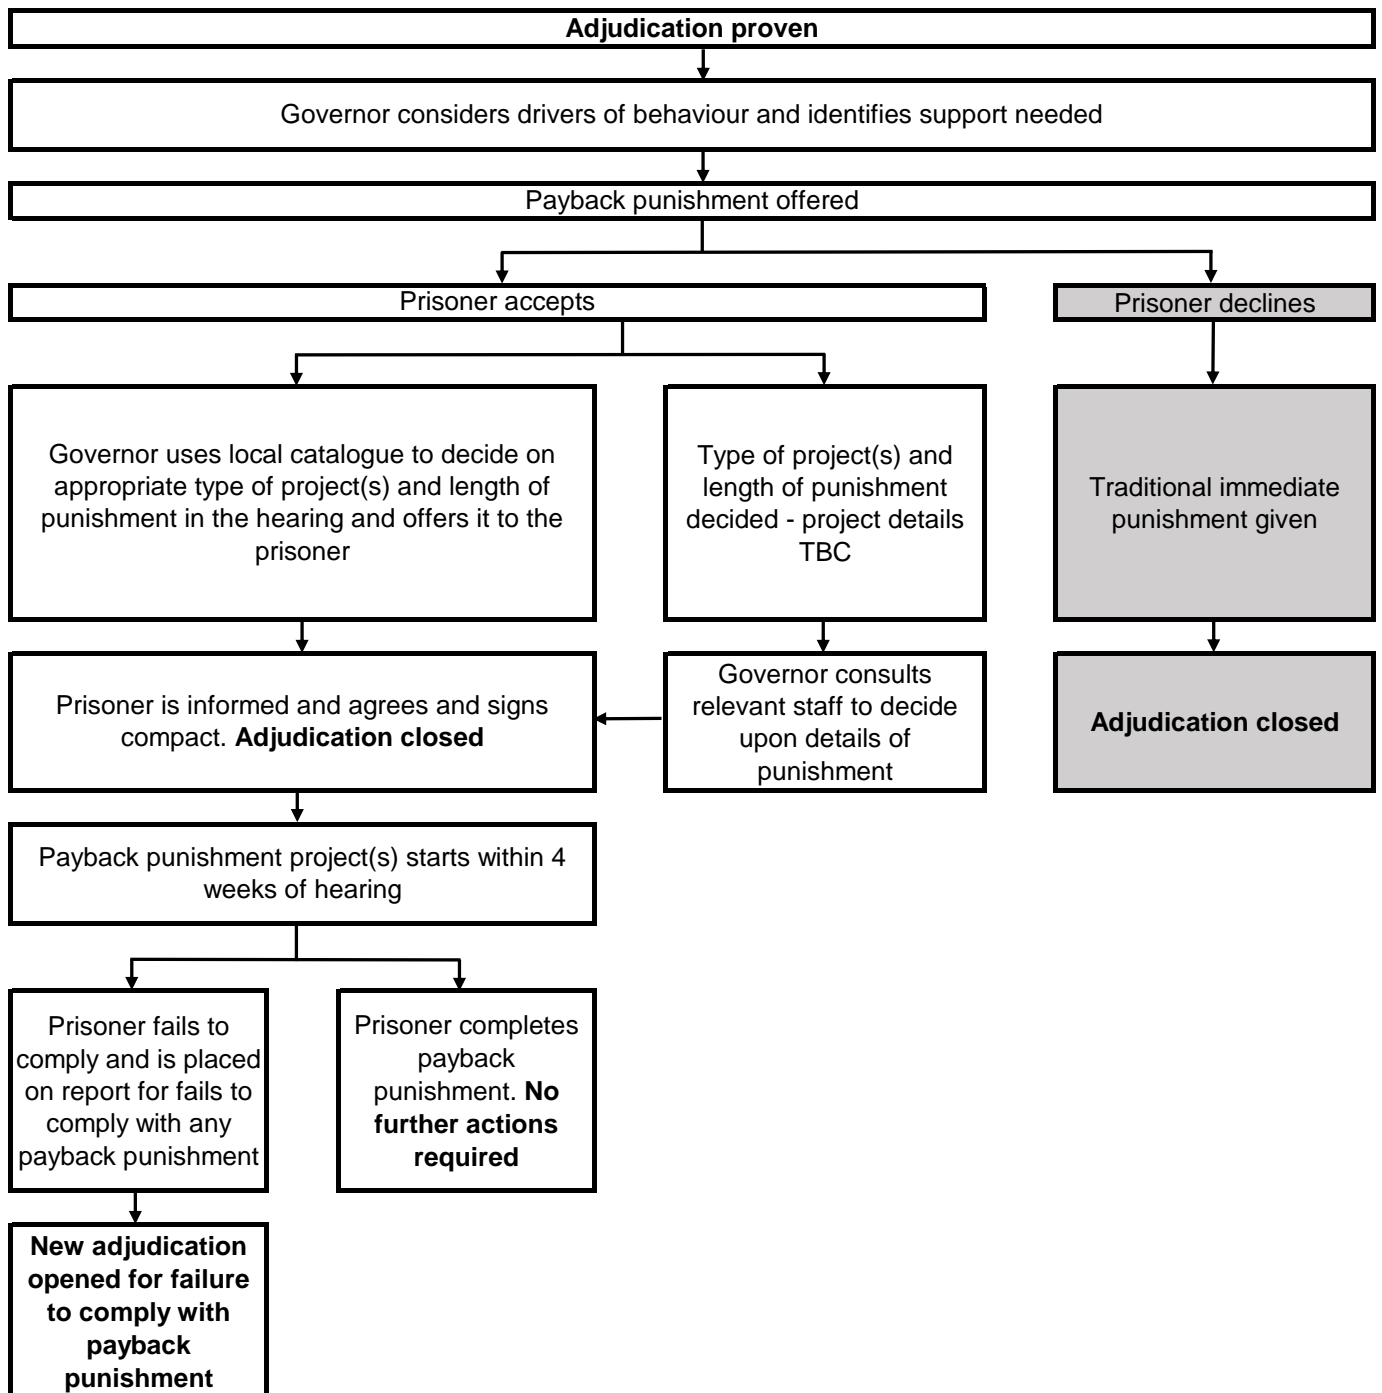 Adjudication proven
Governor considers drivers of behaviour and identifies support needed
Payback punishment offered
Prisoner accepts
Prisoner declines
Governor uses local catalogue to decide on
appropriate type of project(s) and length of
punishment in the hearing and offers it to the
prisoner
Type of project(s) and
length of punishment
decided - project details
TBC
Traditional immediate
punishment given
Prisoner is informed and agrees and signs
compact. Adjudication closed
Governor consults
relevant staff to decide
upon details of
punishment
Adjudication closed
Payback punishment project(s) starts within 4
weeks of hearing
Prisoner fails to
comply and is placed
on report for fails to
comply with any
payback punishment
Prisoner completes
payback
punishment. No
further actions
required
New adjudication
opened for failure
to comply with
payback
punishment